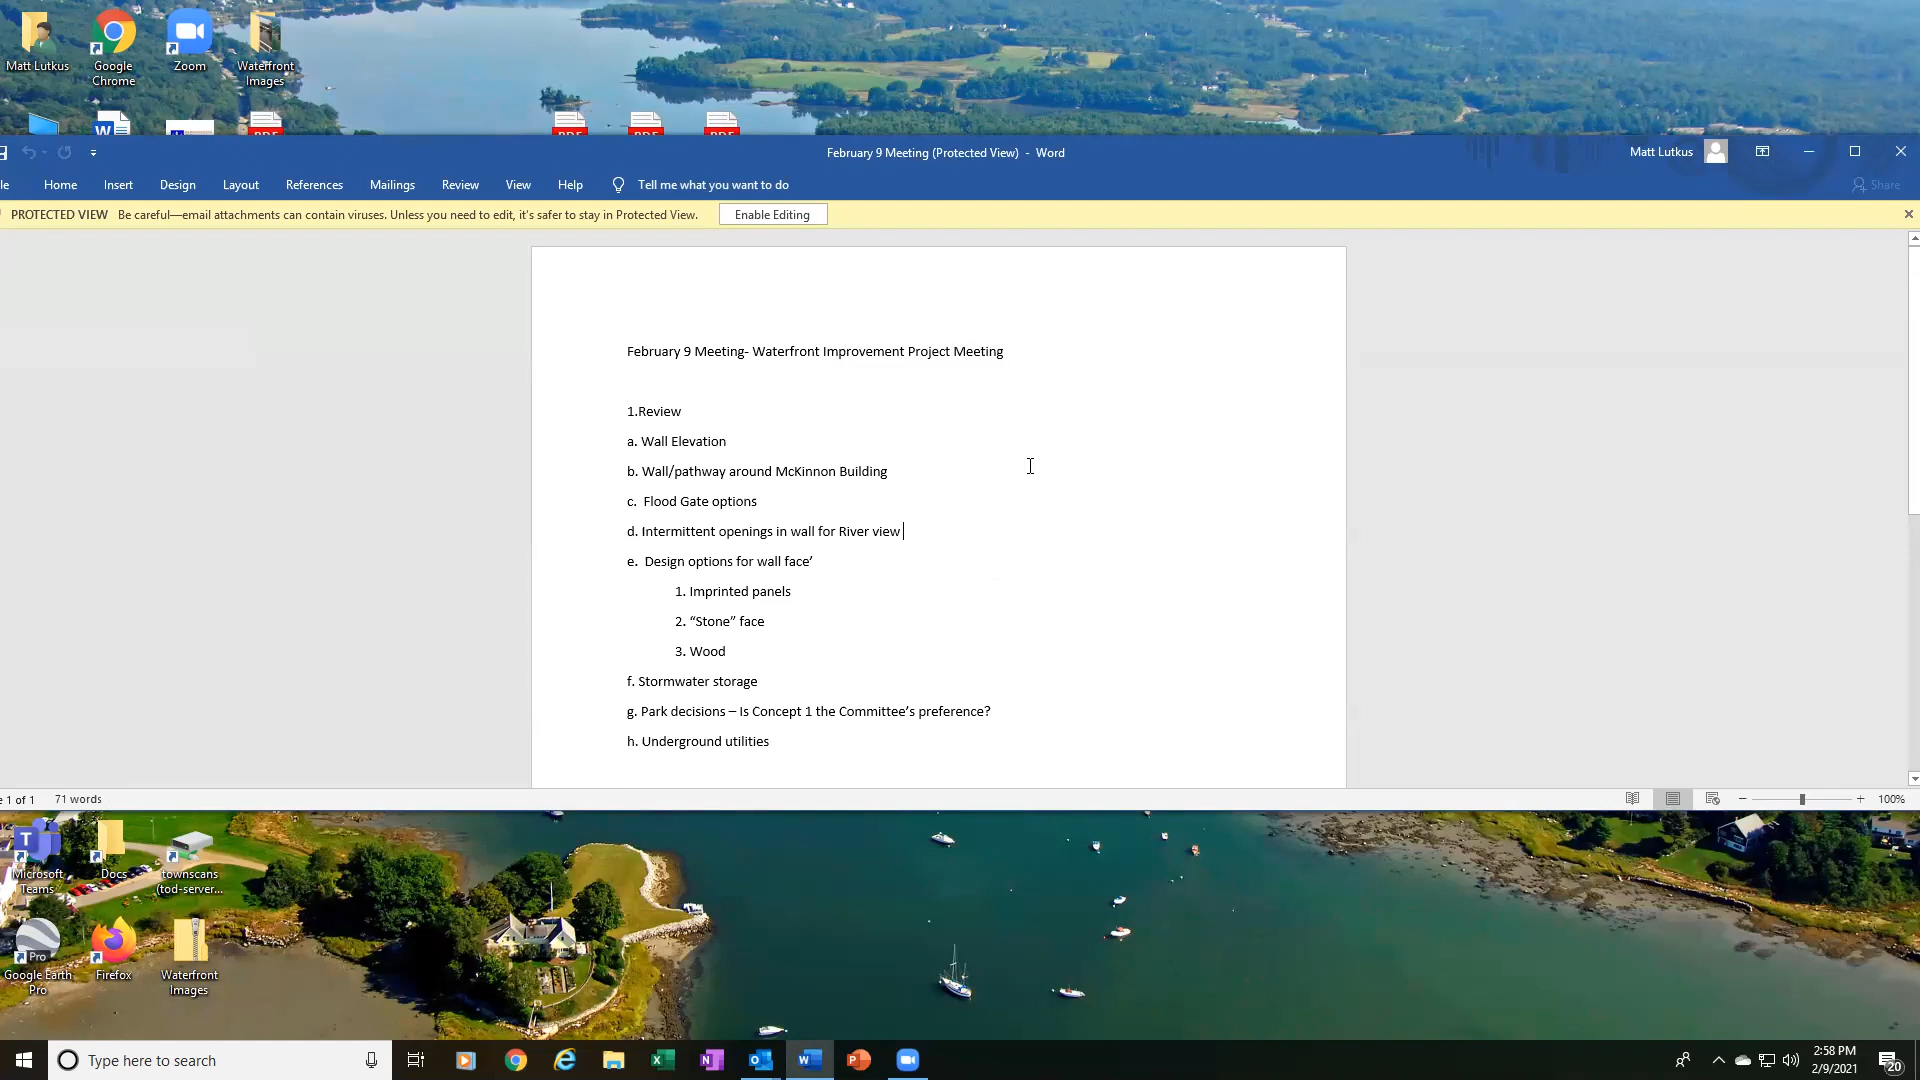 Matt Lutkus
Google Chrome
Zoom
Waterfront Images
PDF
PDF
PDF
PDF
February 9 Meeting (Protected View) - Word
Matt Lutkus
le Home Insert Design Layout References Mailings Review View Help Tell me what you want to do Share
PROTECTED VIEW Be careful—email attachments can contain viruses. Unless you need to edit, it's safer to stay in Protected View. Enable Editing
February 9 Meeting- Waterfront Improvement Project Meeting
1.Review
a. Wall Elevation
b. Wall/pathway around McKinnon Building
c. Flood Gate options
d. Intermittent openings in wall for River view
e. Design options for wall face’
1. Imprinted panels
2. “Stone” face
3. Wood
f. Stormwater storage
g. Park decisions – Is Concept 1 the Committee’s preference?
h. Underground utilities
e 1 of 1 71 words 100%
Microsoft Teams
Docs
townscans (tod-server...
Google Earth Pro
Firefox
Waterfront Images
Type here to search
2:58 PM
2/9/2021
20